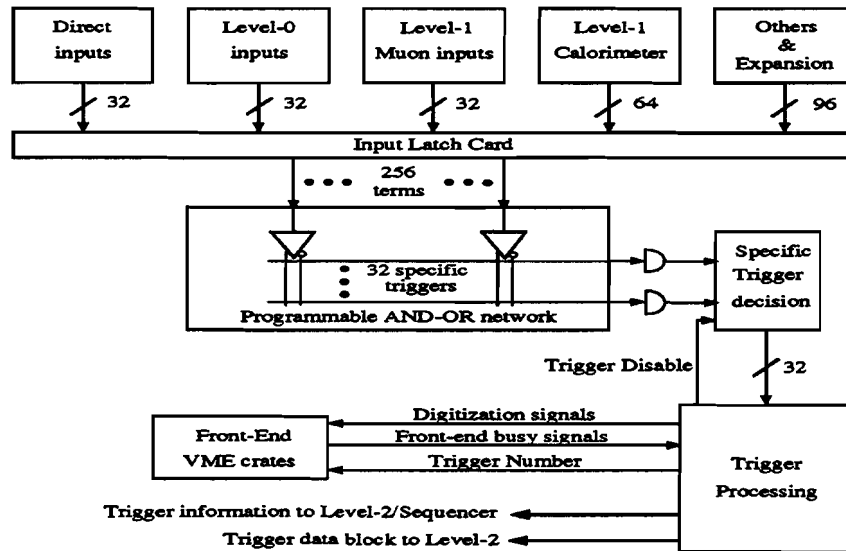 Direct
inputs
Level-0
inputs
Level-1
Muon inputs
Level-1
Calorimeter
Others
&
Expansion
32
32
32
64
96
Input Latch Card
256
terms
32 specific
triggers
Programmable AND-OR network
Specific
Trigger
decision
Trigger Disable
32
Digitization signals
Front-End
VME crates
Front-end busy signals
Trigger Number
Trigger
Processing
Trigger information to Level-2/Sequencer
Trigger data block to Level-2